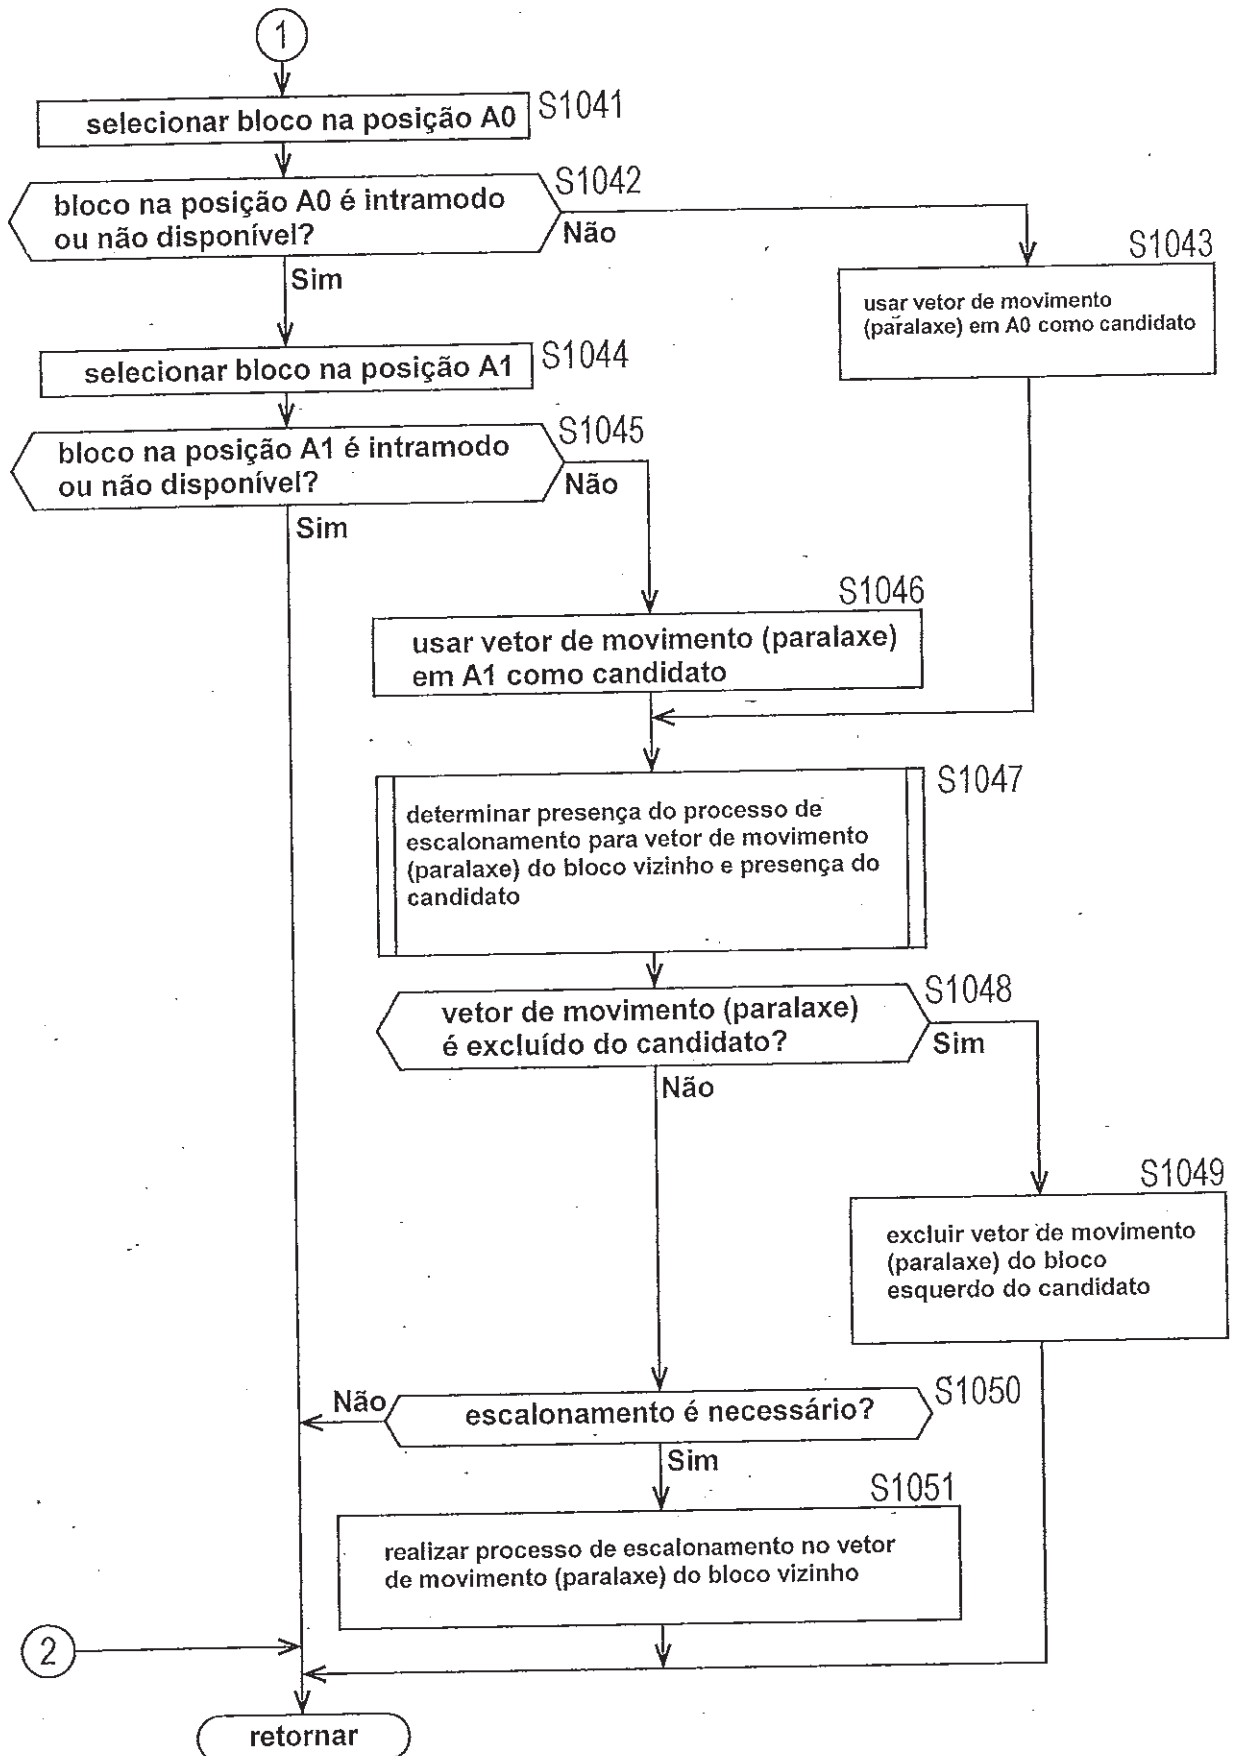 1
selecionar bloco na posição A0
S1041
bloco na posição A0 é intramodo
ou não disponível?
S1042
Não
Sim
S1043
usar vetor de movimento
(paralaxe) em A0 como candidato
selecionar bloco na posição A1
S1044
bloco na posição A1 é intramodo
ou não disponível?
S1045
Não
Sim
S1046
usar vetor de movimento (paralaxe)
em A1 como candidato
S1047
determinar presença do processo de
escalonamento para vetor de movimento
(paralaxe) do bloco vizinho e presença do
candidato
S1048
vetor de movimento (paralaxe)
é excluído do candidato?
Sim
Não
S1049
excluir vetor de movimento
(paralaxe) do bloco
esquerdo do candidato
Não
escalonamento é necessário?
S1050
Sim
S1051
realizar processo de escalonamento no vetor
de movimento (paralaxe) do bloco vizinho
2
retornar